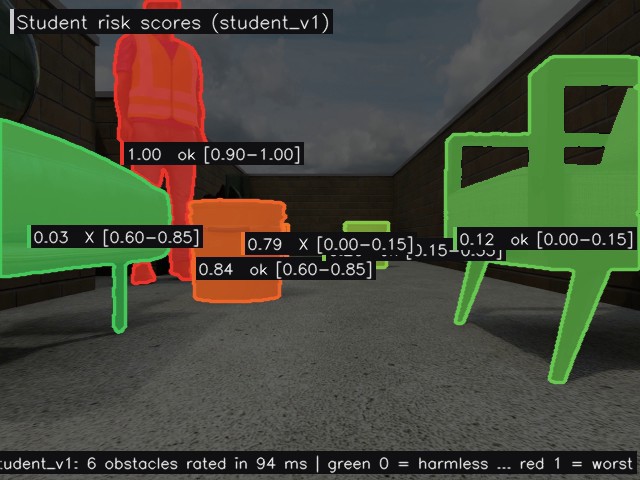 Student risk scores (student_v1)
1.00 ok [0.90-1.00]
0.03 X [0.60-0.85]
0.79 X [0.00-0.15]
0.12 ok [0.00-0.15]
0.84 ok [0.60-0.85]
tudent_v1: 6 obstacles rated in 94 ms | green 0 = harmless ... red 1 = worst